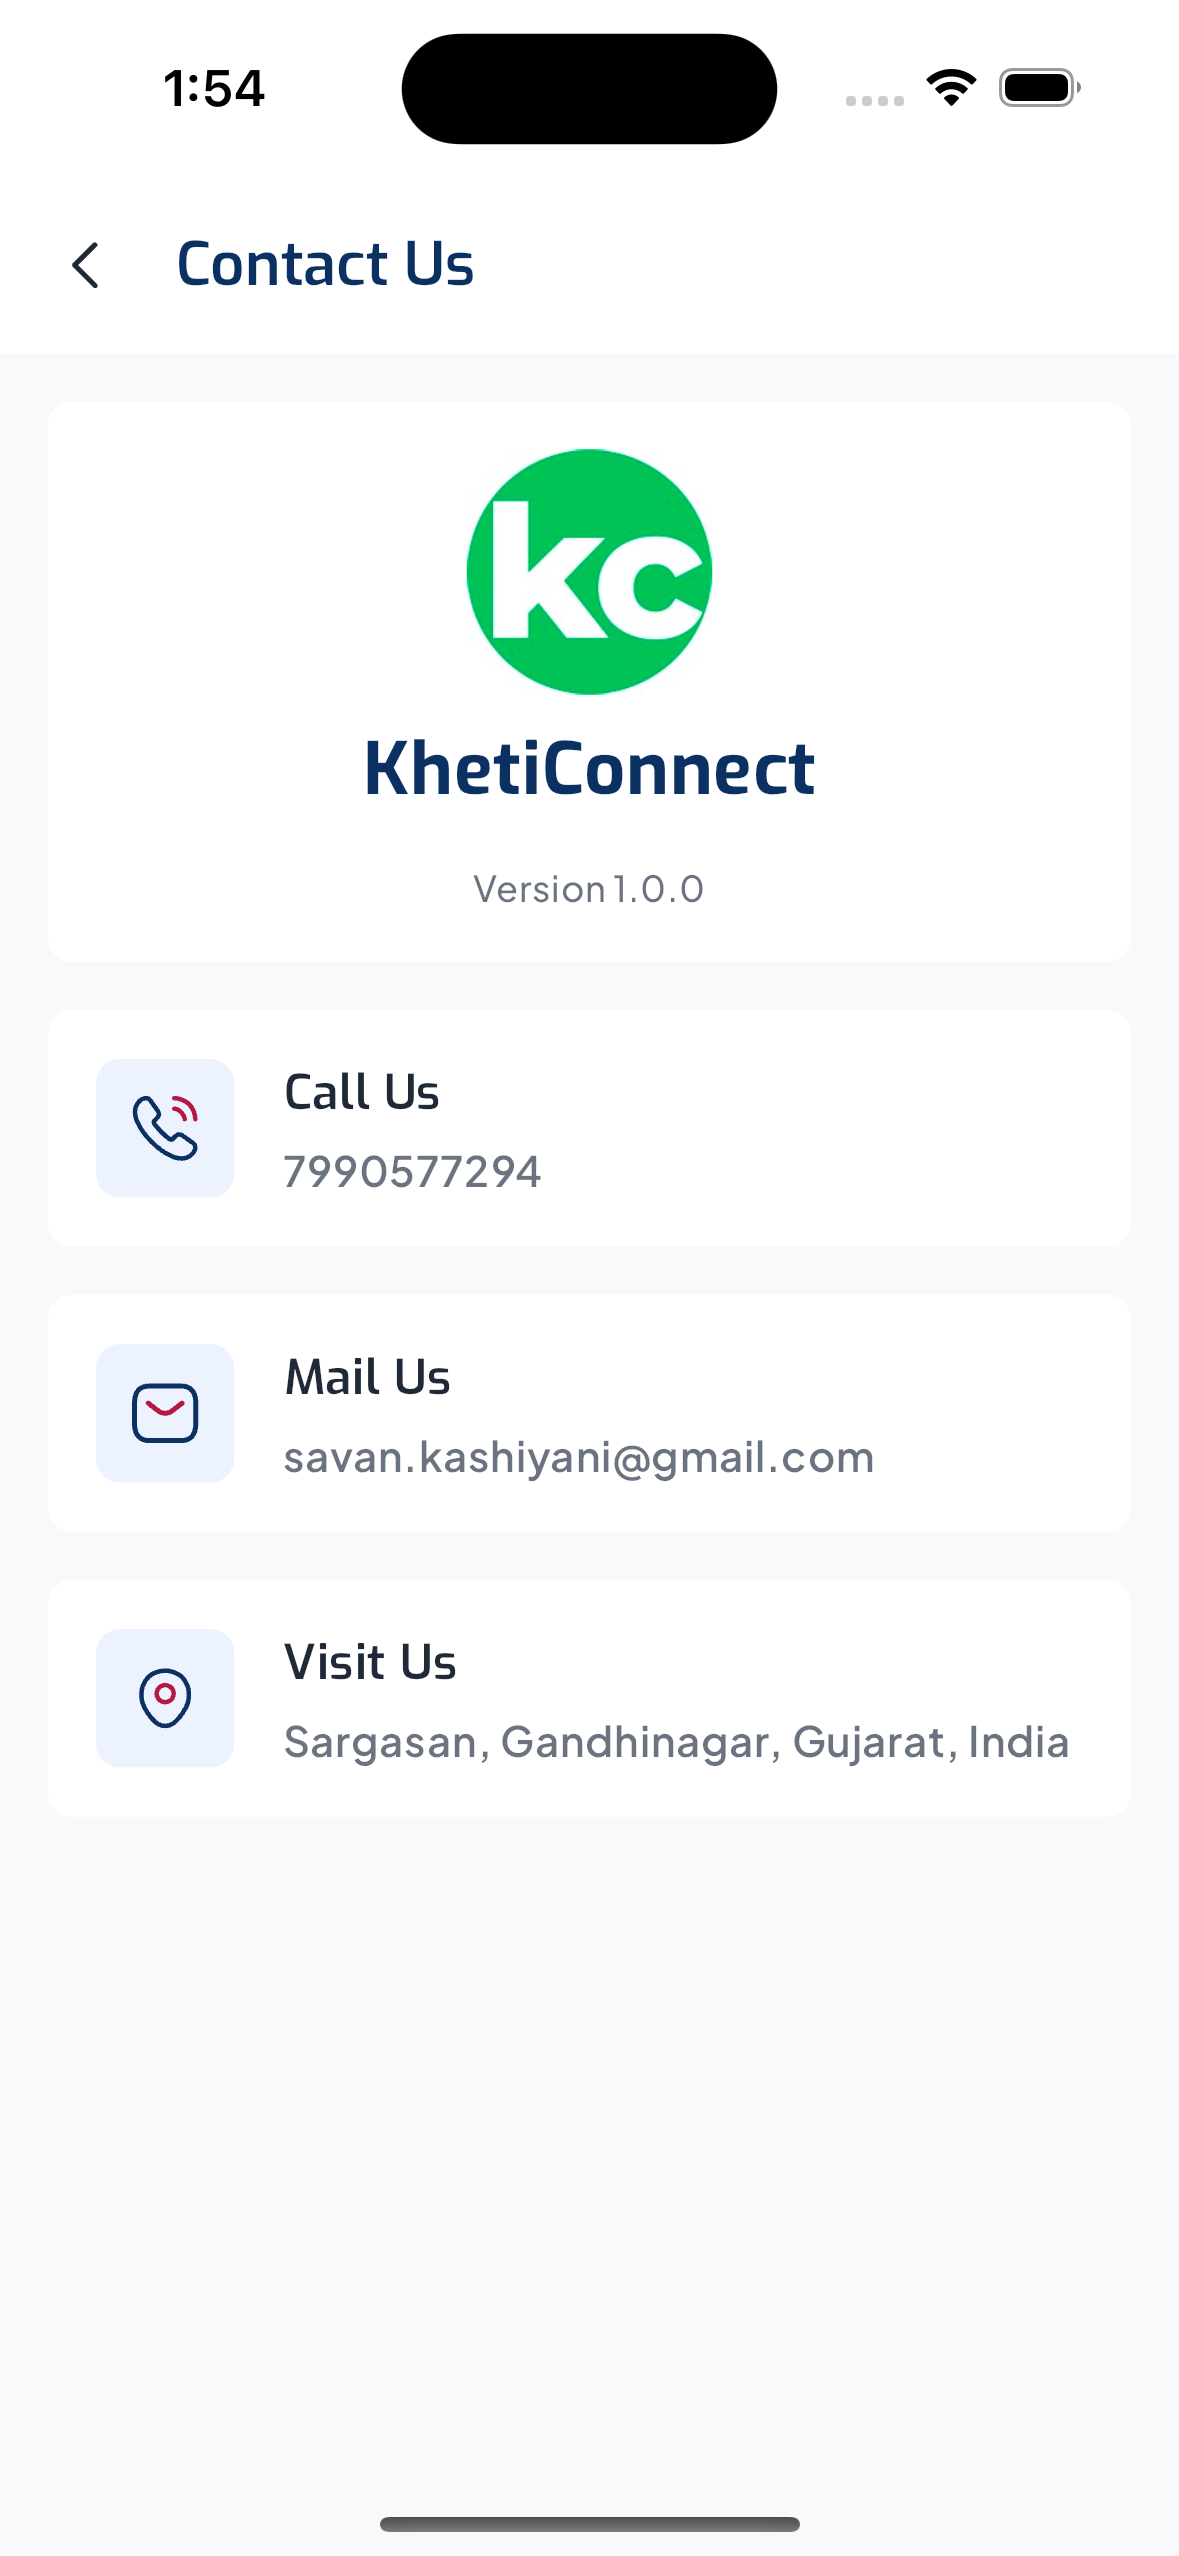 1:54
Contact Us
kc
KhetiConnect
Version 1.0.0
Call Us
7990577294
Mail Us
savan.kashiyani@gmail.com
Visit Us
Sargasan, Gandhinagar, Gujarat, India